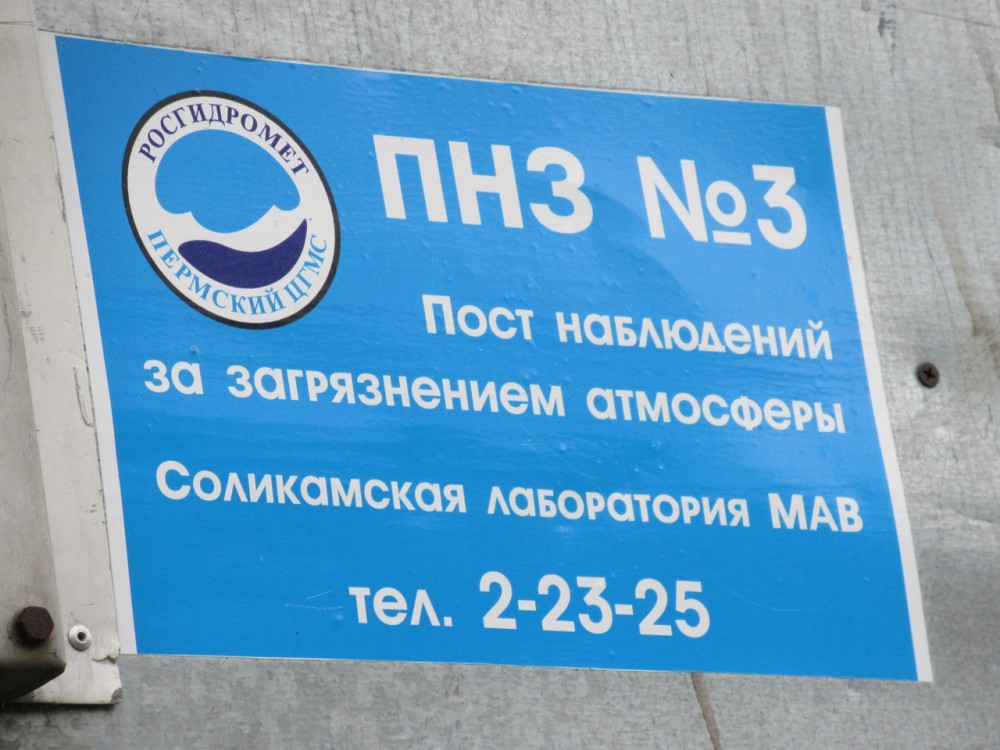 РОСГИДРОМЕТ
ПЕРМСКИЙ ЦГМС
ПНЗ №3
Пост наблюдений
за загрязнением атмосферы
Соликамская лаборатория МАВ
тел. 2-23-25